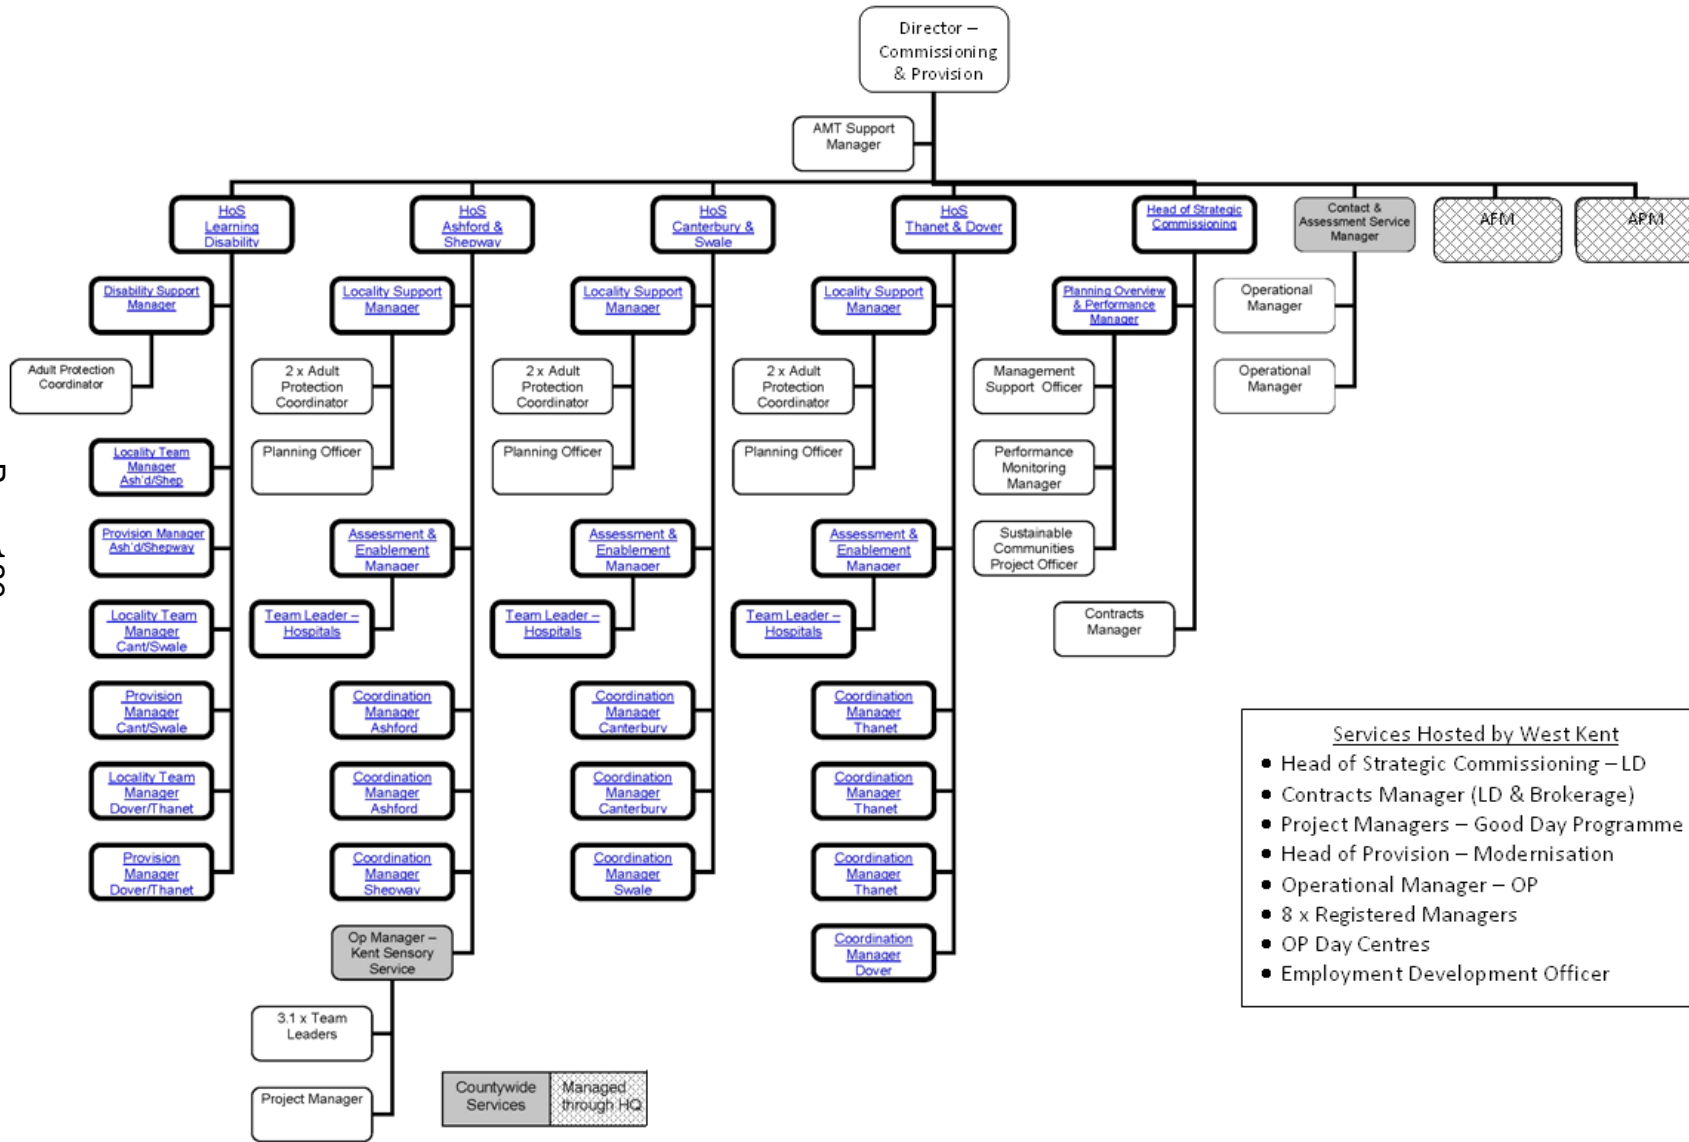 Director –
Commissioning
& Provision
AMT Support
Manager
HoS
Learning
Disability
HoS
Ashford &
Shepway
HoS
Canterbury &
Swale
HoS
Thanet & Dover
Head of Strategic
Commissioning
Contact &
Assessment Service
Manager
AFM
APM
Disability Support
Manager
Locality Support
Manager
Locality Support
Manager
Locality Support
Manager
Planning Overview
& Performance
Manager
Operational
Manager
Adult Protection
Coordinator
2 x Adult
Protection
Coordinator
2 x Adult
Protection
Coordinator
2 x Adult
Protection
Coordinator
Management
Support Officer
Operational
Manager
Locality Team
Manager
Ash'd/Shep
Planning Officer
Planning Officer
Planning Officer
Performance
Monitoring
Manager
Provision Manager
Ash'd/Shepway
Assessment &
Enablement
Manager
Assessment &
Enablement
Manager
Assessment &
Enablement
Manager
Sustainable
Communities
Project Officer
Locality Team
Manager
Cant/Swale
Team Leader –
Hospitals
Team Leader –
Hospitals
Team Leader –
Hospitals
Contracts
Manager
Provision
Manager
Cant/Swale
Coordination
Manager
Ashford
Coordination
Manager
Canterbury
Coordination
Manager
Thanet
Locality Team
Manager
Dover/Thanet
Coordination
Manager
Ashford
Coordination
Manager
Canterbury
Coordination
Manager
Thanet
Provision
Manager
Dover/Thanet
Coordination
Manager
Shepway
Coordination
Manager
Swale
Coordination
Manager
Thanet
Op Manager –
Kent Sensory
Service
Coordination
Manager
Dover
3.1 x Team
Leaders
Project Manager
Countywide
Services
Managed
through HQ
Services Hosted by West Kent
• Head of Strategic Commissioning – LD
• Contracts Manager (LD & Brokerage)
• Project Managers – Good Day Programme
• Head of Provision – Modernisation
• Operational Manager – OP
• 8 x Registered Managers
• OP Day Centres
• Employment Development Officer